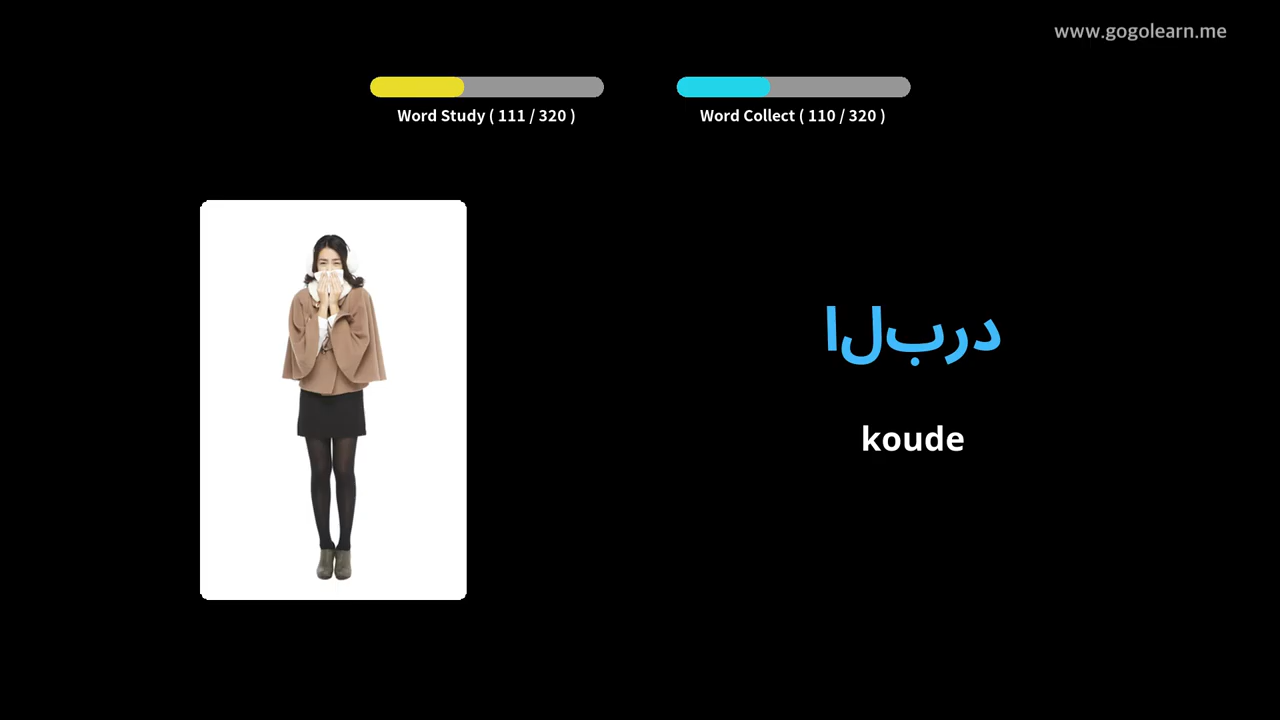 www.gogolearn.me
Word Study ( 111 / 320 )
Word Collect ( 110 / 320 )
البرد
koude